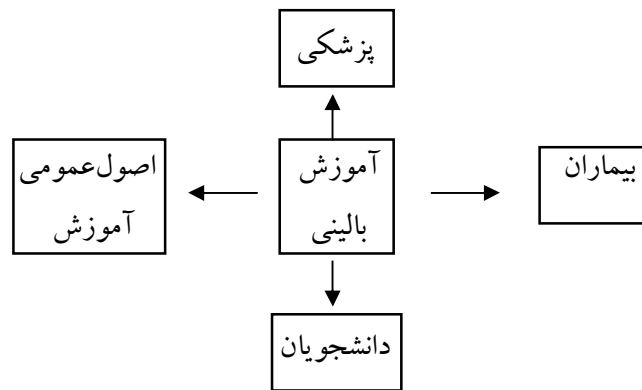 پزشکی
بیماران
آموزش
بالینی
اصول‌عمومی
آموزش
دانشجویان